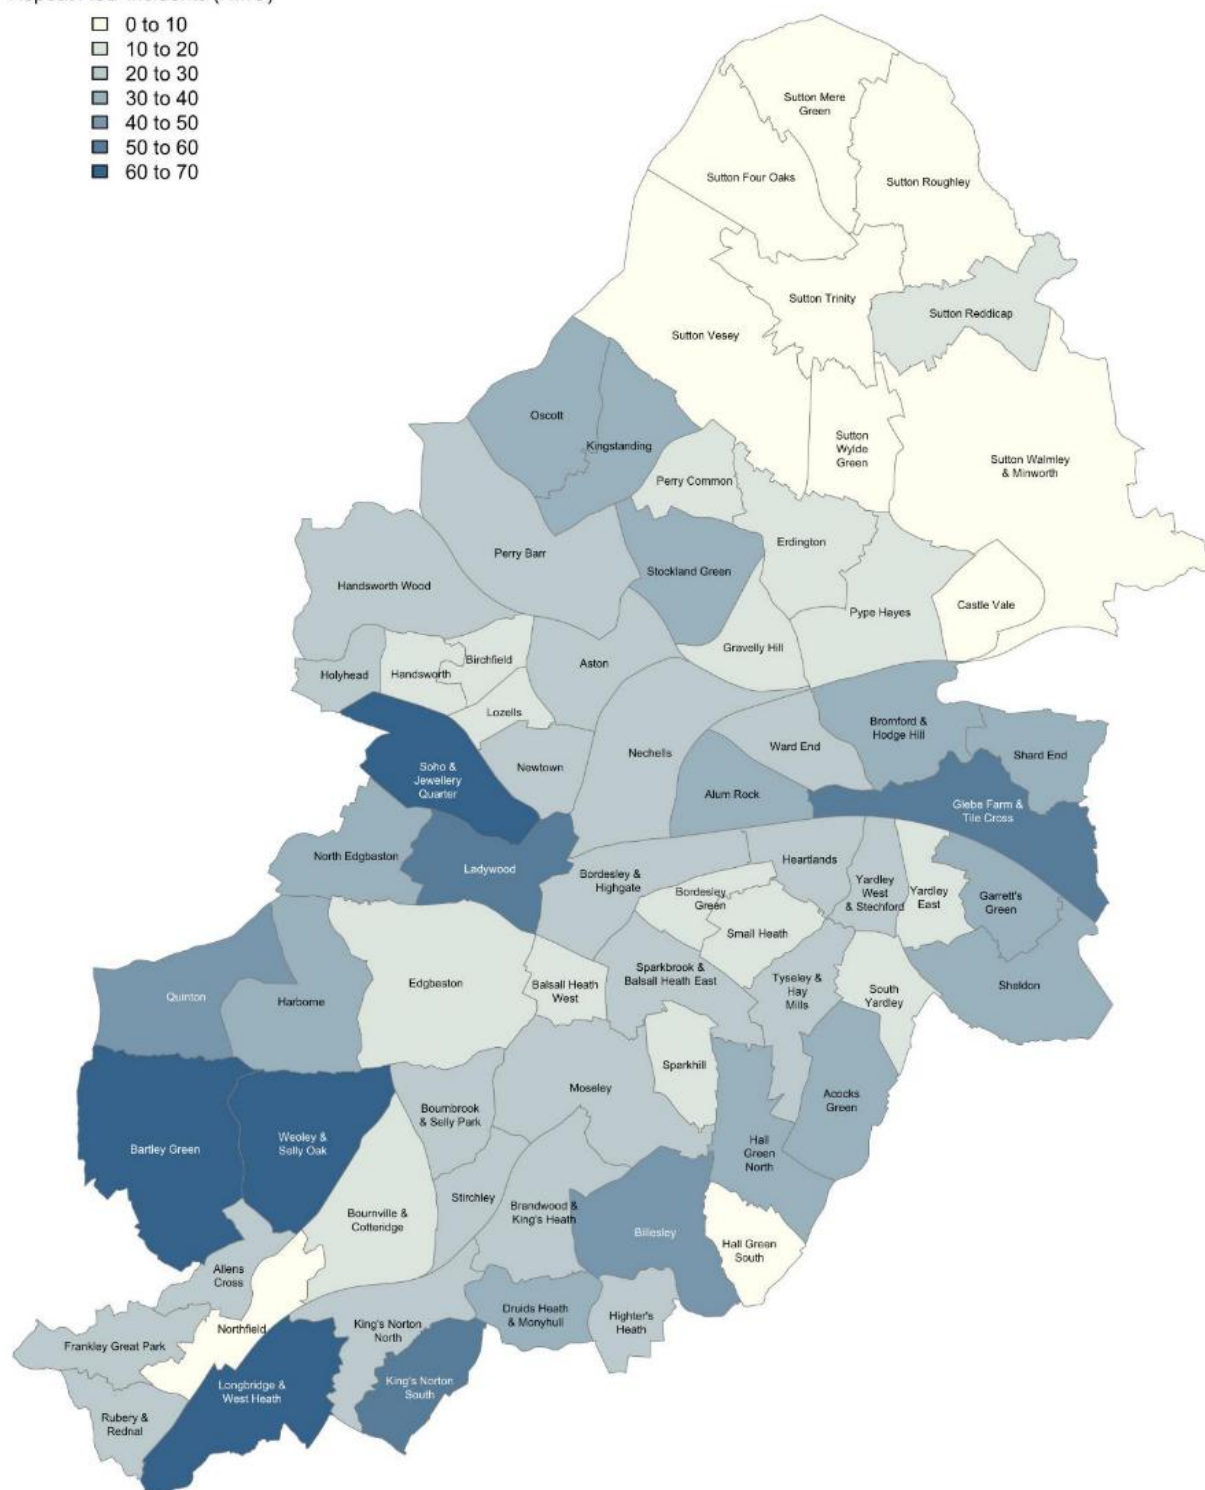 0 to 10
10 to 20
20 to 30
30 to 40
40 to 50
50 to 60
60 to 70
Sutton Mere
Green
Sutton Four Oaks
Sutton Roughley
Sutton Trinity
Sutton Reddicap
Sutton Vesey
Oscott
Kingstanding
Sutton
Wylde
Green
Sutton Walmley
& Minworth
Perry Common
Erdington
Perry Barr
Stockland Green
Handsworth Wood
Pype Hayes
Castle Vale
Gravelly Hill
Birchfield
Aston
Holyhead
Handsworth
Lozells
Bromford &
Hodge Hill
Ward End
Nechells
Shard End
Newtown
Soho &
Jewellery
Quarter
Alum Rock
Glebe Farm &
Tile Cross
North Edgbaston
Ladywood
Heartlands
Bordesley &
Highgate
Bordesley
Green
Yardley
West
& Stechford
Yardley
East
Garrett's
Green
Small Heath
Sparkbrook &
Balsall Heath East
Tyseley &
Hay
Mills
Edgbaston
Balsall Heath
West
South
Yardley
Sheldon
Quinton
Harborne
Sparkhill
Moseley
Acocks
Green
Bournbrook
& Selly Park
Weoley &
Selly Oak
Bartley Green
Hall
Green
North
Stirchley
Brandwood &
King's Heath
Bournville &
Cotteridge
Billesley
Hall Green
South
Allens
Cross
Druids Heath
& Monyhull
Highter's
Heath
King's Norton
North
Northfield
Frankley Great Park
King's Norton
South
Longbridge &
West Heath
Rubery &
Rednal